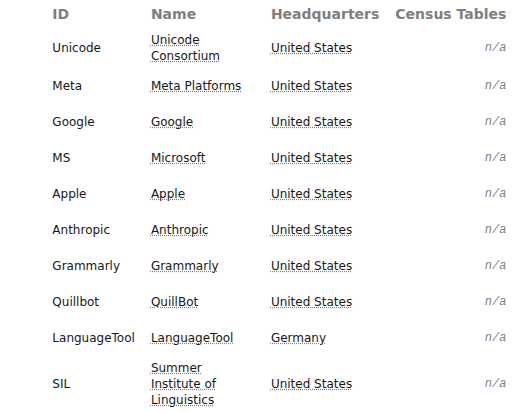 ID Name Headquarters Census Tables
Unicode Unicode Consortium United States n/a
Meta Meta Platforms United States n/a
Google Google United States n/a
MS Microsoft United States n/a
Apple Apple United States n/a
Anthropic Anthropic United States n/a
Grammarly Grammarly United States n/a
Quillbot QuillBot United States n/a
LanguageTool LanguageTool Germany n/a
SIL Summer Institute of Linguistics United States n/a